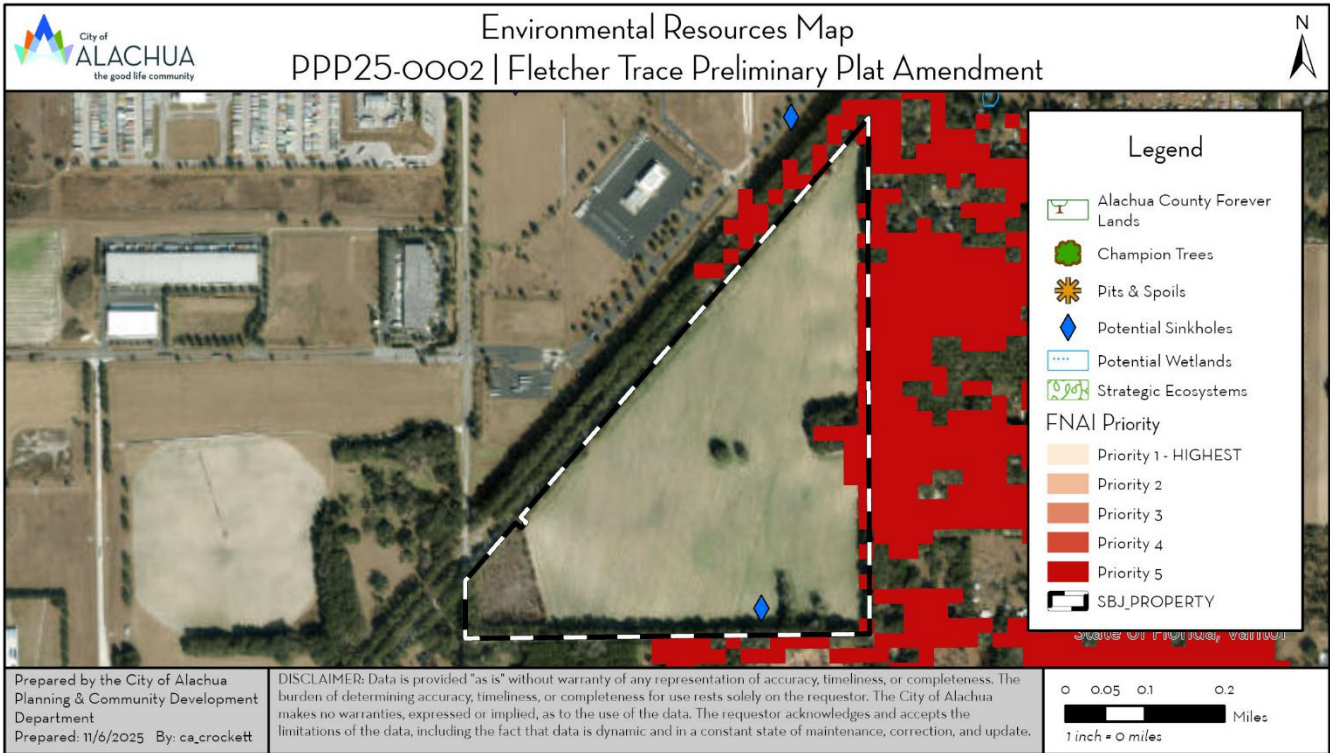 City of
ALACHUA
the good life community
Environmental Resources Map
PPP25-0002 | Fletcher Trace Preliminary Plat Amendment
N
Legend
Alachua County Forever
Lands
Champion Trees
Pits & Spoils
Potential Sinkholes
Potential Wetlands
Strategic Ecosystems
FNAI Priority
Priority 1 - HIGHEST
Priority 2
Priority 3
Priority 4
Priority 5
SBJ_PROPERTY
State of Florida, Vantor
Prepared by the City of Alachua
Planning & Community Development
Department
Prepared: 11/6/2025 By: ca_crockett
DISCLAIMER: Data is provided "as is" without warranty of any representation of accuracy, timeliness, or completeness. The
burden of determining accuracy, timeliness, or completeness for use rests solely on the requestor. The City of Alachua
makes no warranties, expressed or implied, as to the use of the data. The requestor acknowledges and accepts the
limitations of the data, including the fact that data is dynamic and in a constant state of maintenance, correction, and update.
0 0.05 0.1 0.2
Miles
1 inch = 0 miles